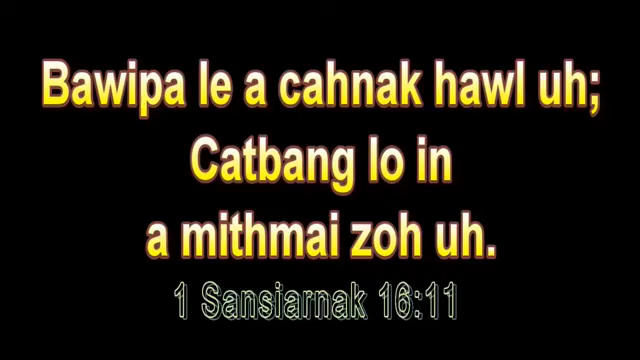 Bawipa le a cahnak hawl uh;
Catbang lo in
a mithmai zoh uh.
1 Sansiarnak 16:11